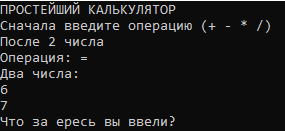 ПРОСТЕЙШИЙ КАЛЬКУЛЯТОР
Сначала введите операцию (+ - * /)
После 2 числа
Операция: =
Два числа:
6
7
Что за ересь вы ввели?